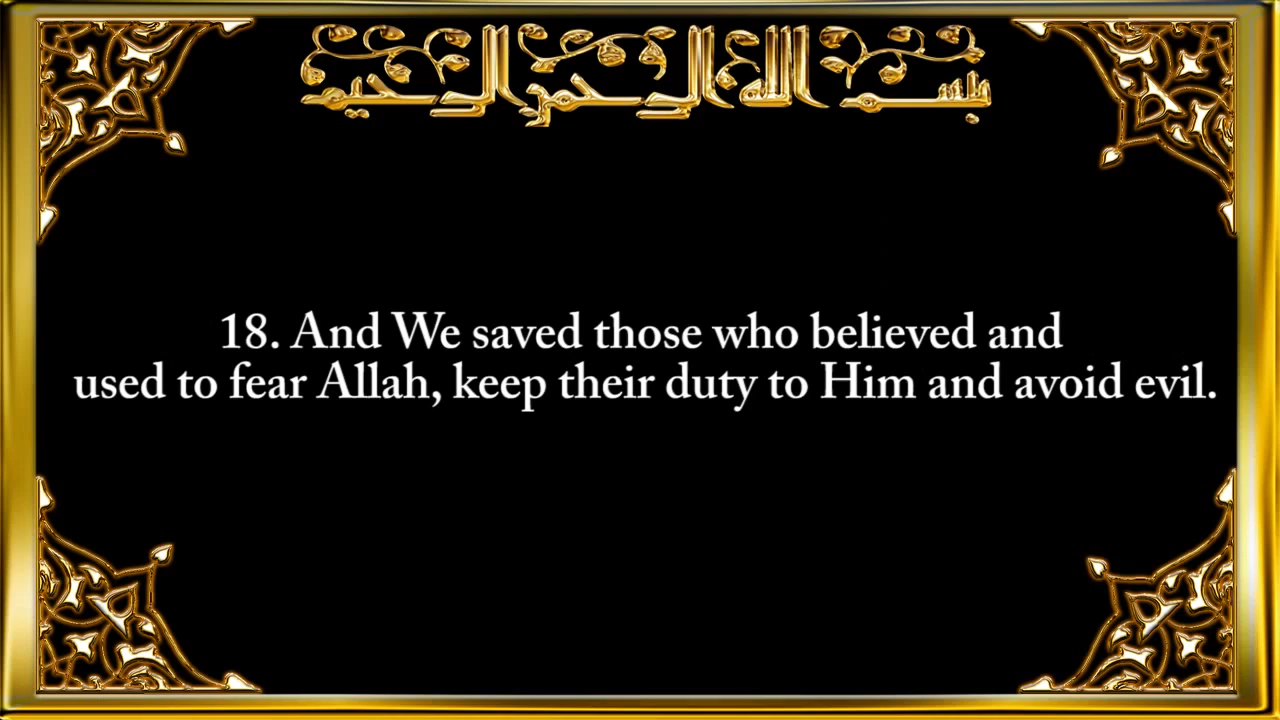 بسم الله الرحمن الرحيم
18. And We saved those who believed and
used to fear Allah, keep their duty to Him and avoid evil.